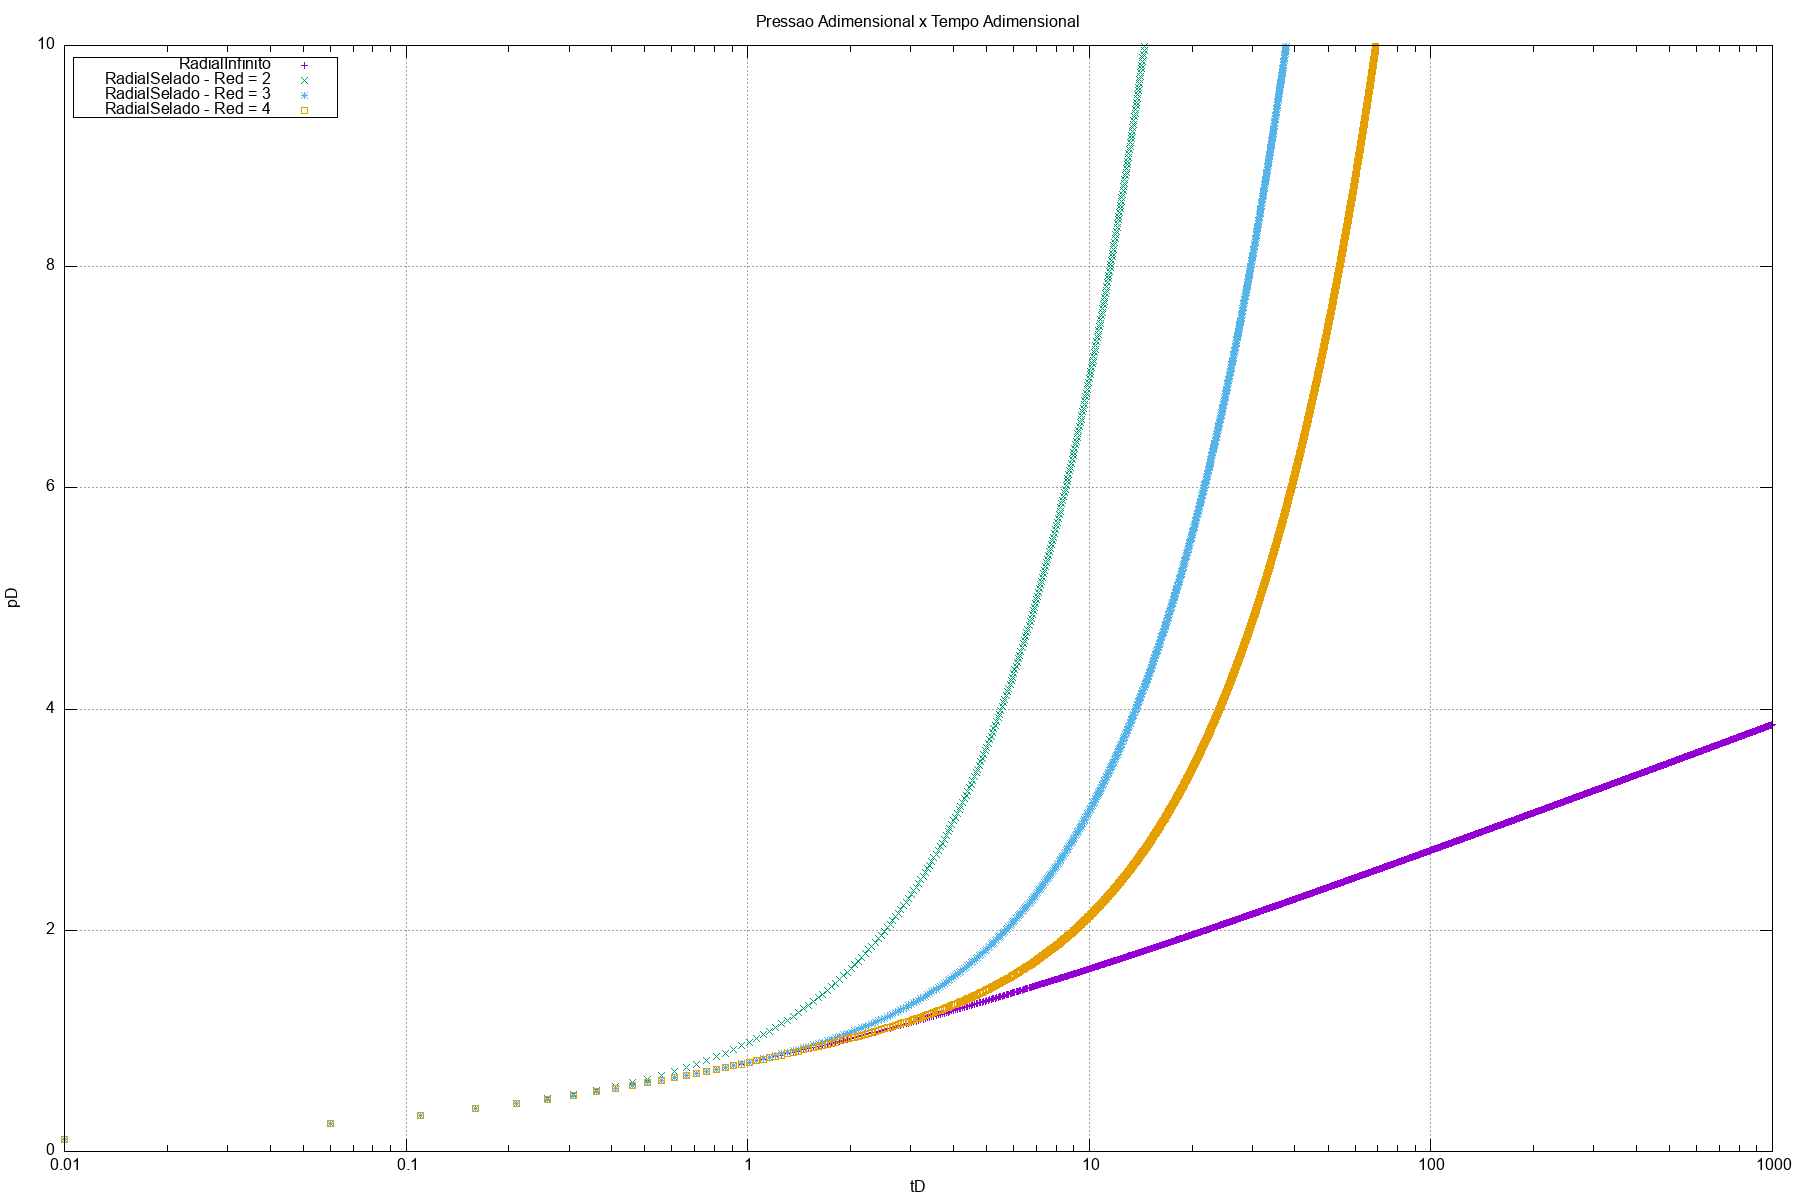 Pressao Adimensional x Tempo Adimensional
10
RadialInfinito
RadialSelado - Red = 2
RadialSelado - Red = 3
RadialSelado - Red = 4
8
6
pD
4
2
0
0.01 0.1 1 10 100 1000
tD